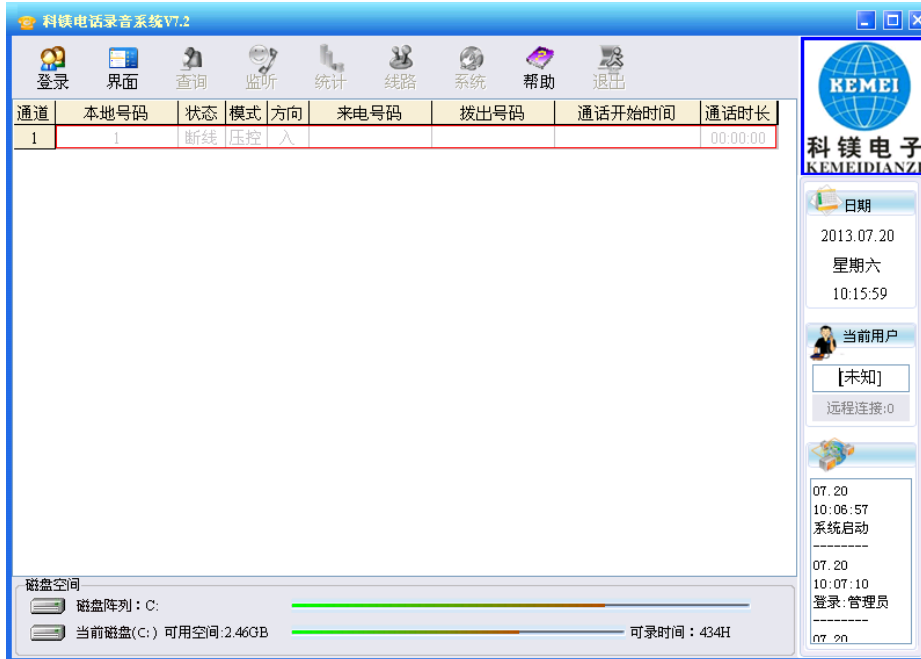 科镁电话录音系统V7.2
登录 界面 查询 监听 统计 线路 系统 帮助 退出
通道 本地号码 状态 模式 方向 来电号码 拨出号码 通话开始时间 通话时长
1 1 断线 压控 入 00:00:00
KEMEI
科镁电子
KEMEIDIANZI
日期
2013.07.20
星期六
10:15:59
当前用户
[未知]
远程连接:0
07.20
10:06:57
系统启动
--------
07.20
10:07:10
登录:管理员
--------
07.20
磁盘空间
磁盘阵列：C:
当前磁盘(C:) 可用空间:2.46GB 可录时间：434H